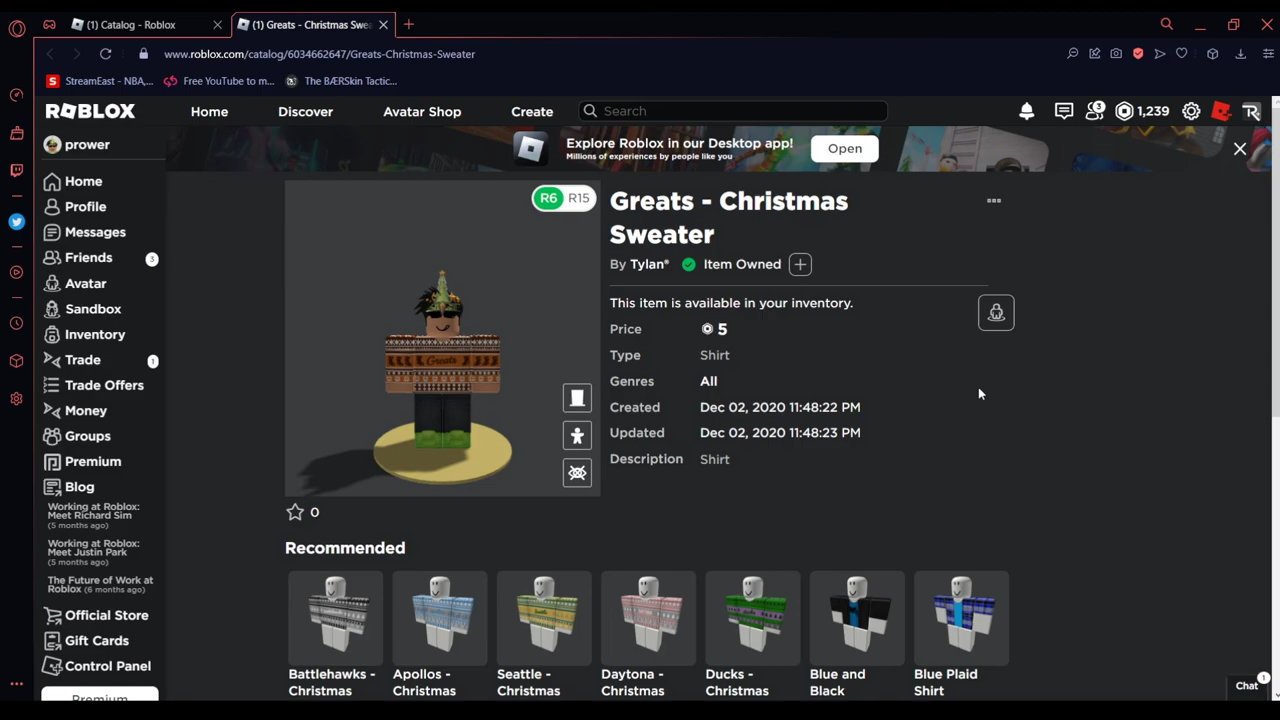 (1) Catalog - Roblox
(1) Greats - Christmas Swe
www.roblox.com/catalog/6034662647/Greats-Christmas-Sweater
StreamEast - NBA,...
Free YouTube to m...
The BÆRSkin Tactic...
ROBLOX
Home
Discover
Avatar Shop
Create
Search
3
1,239
prower
Explore Roblox in our Desktop app!
Millions of experiences by people like you
Open
Home
Profile
Messages
Friends
3
Avatar
Sandbox
Inventory
Trade
1
Trade Offers
Money
Groups
Premium
Blog
Working at Roblox:
Meet Richard Sim
(5 months ago)
Working at Roblox:
Meet Justin Park
(5 months ago)
The Future of Work at
Roblox (6 months ago)
Official Store
Gift Cards
Control Panel
Premium
R6 R15
Greats
Greats - Christmas
Sweater
By Tylan® Item Owned
This item is available in your inventory.
Price 5
Type Shirt
Genres All
Created Dec 02, 2020 11:48:22 PM
Updated Dec 02, 2020 11:48:23 PM
Description Shirt
0
Recommended
Battlehawks -
Christmas
Apollos -
Christmas
Seattle -
Christmas
Daytona -
Christmas
Ducks -
Christmas
Blue and
Black
Blue Plaid
Shirt
Chat
1